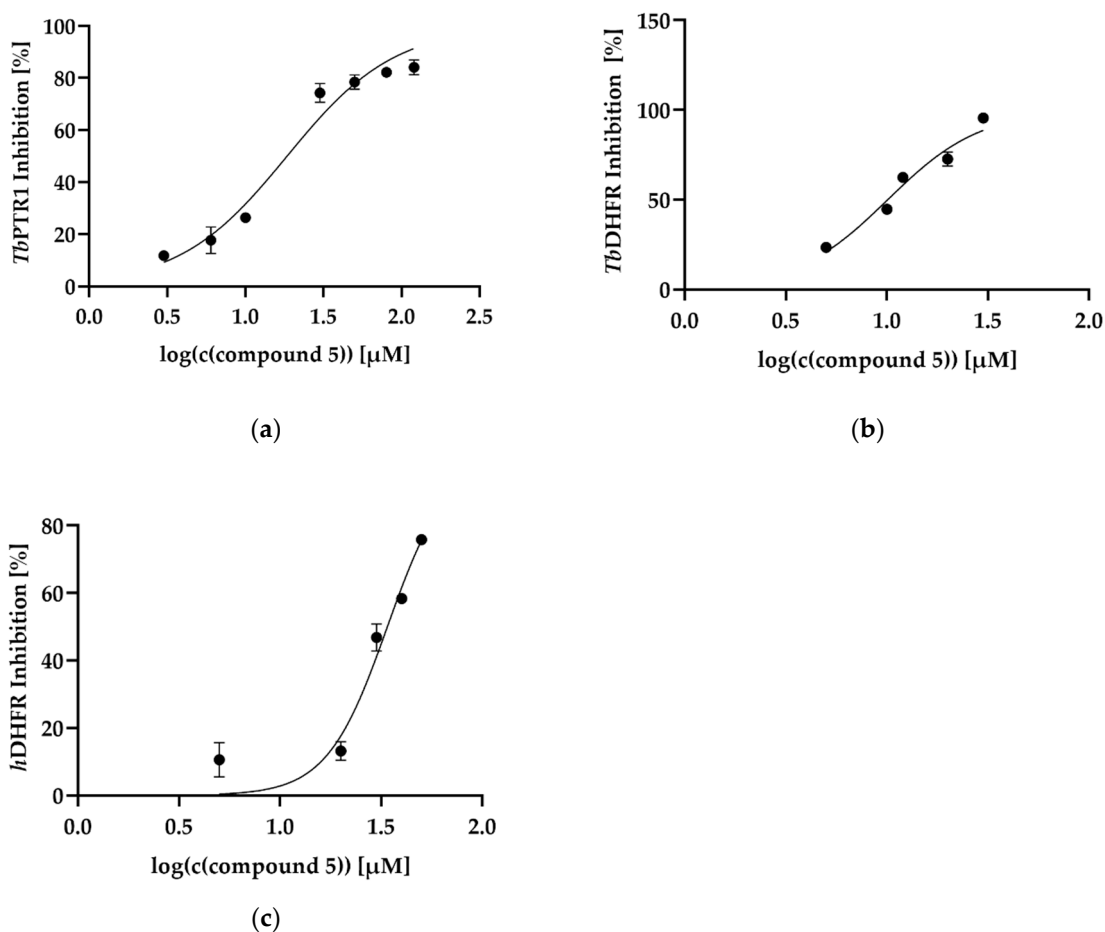 TbPTR1 Inhibition [%]
100
80
60
40
20
0
0.0 0.5 1.0 1.5 2.0 2.5
log(c(compound 5)) [μM]
(a)
TbDHFR Inhibition [%]
150
100
50
0
0.0 0.5 1.0 1.5 2.0
log(c(compound 5)) [μM]
(b)
hDHFR Inhibition [%]
80
60
40
20
0
0.0 0.5 1.0 1.5 2.0
log(c(compound 5)) [μM]
(c)